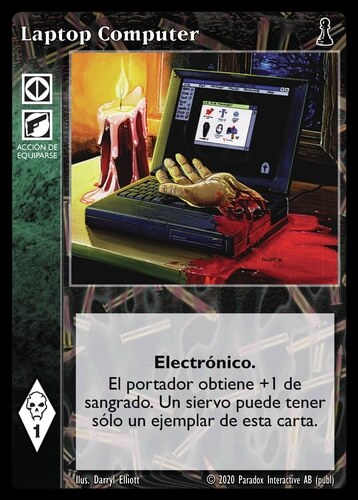 Laptop Computer
ACCIÓN DE
EQUIPARSE
Electrónico.
El portador obtiene +1 de
sangrado. Un siervo puede tener
sólo un ejemplar de esta carta.
1
Ilus. Darryl Elliott
© 2020 Paradox Interactive AB (publ)